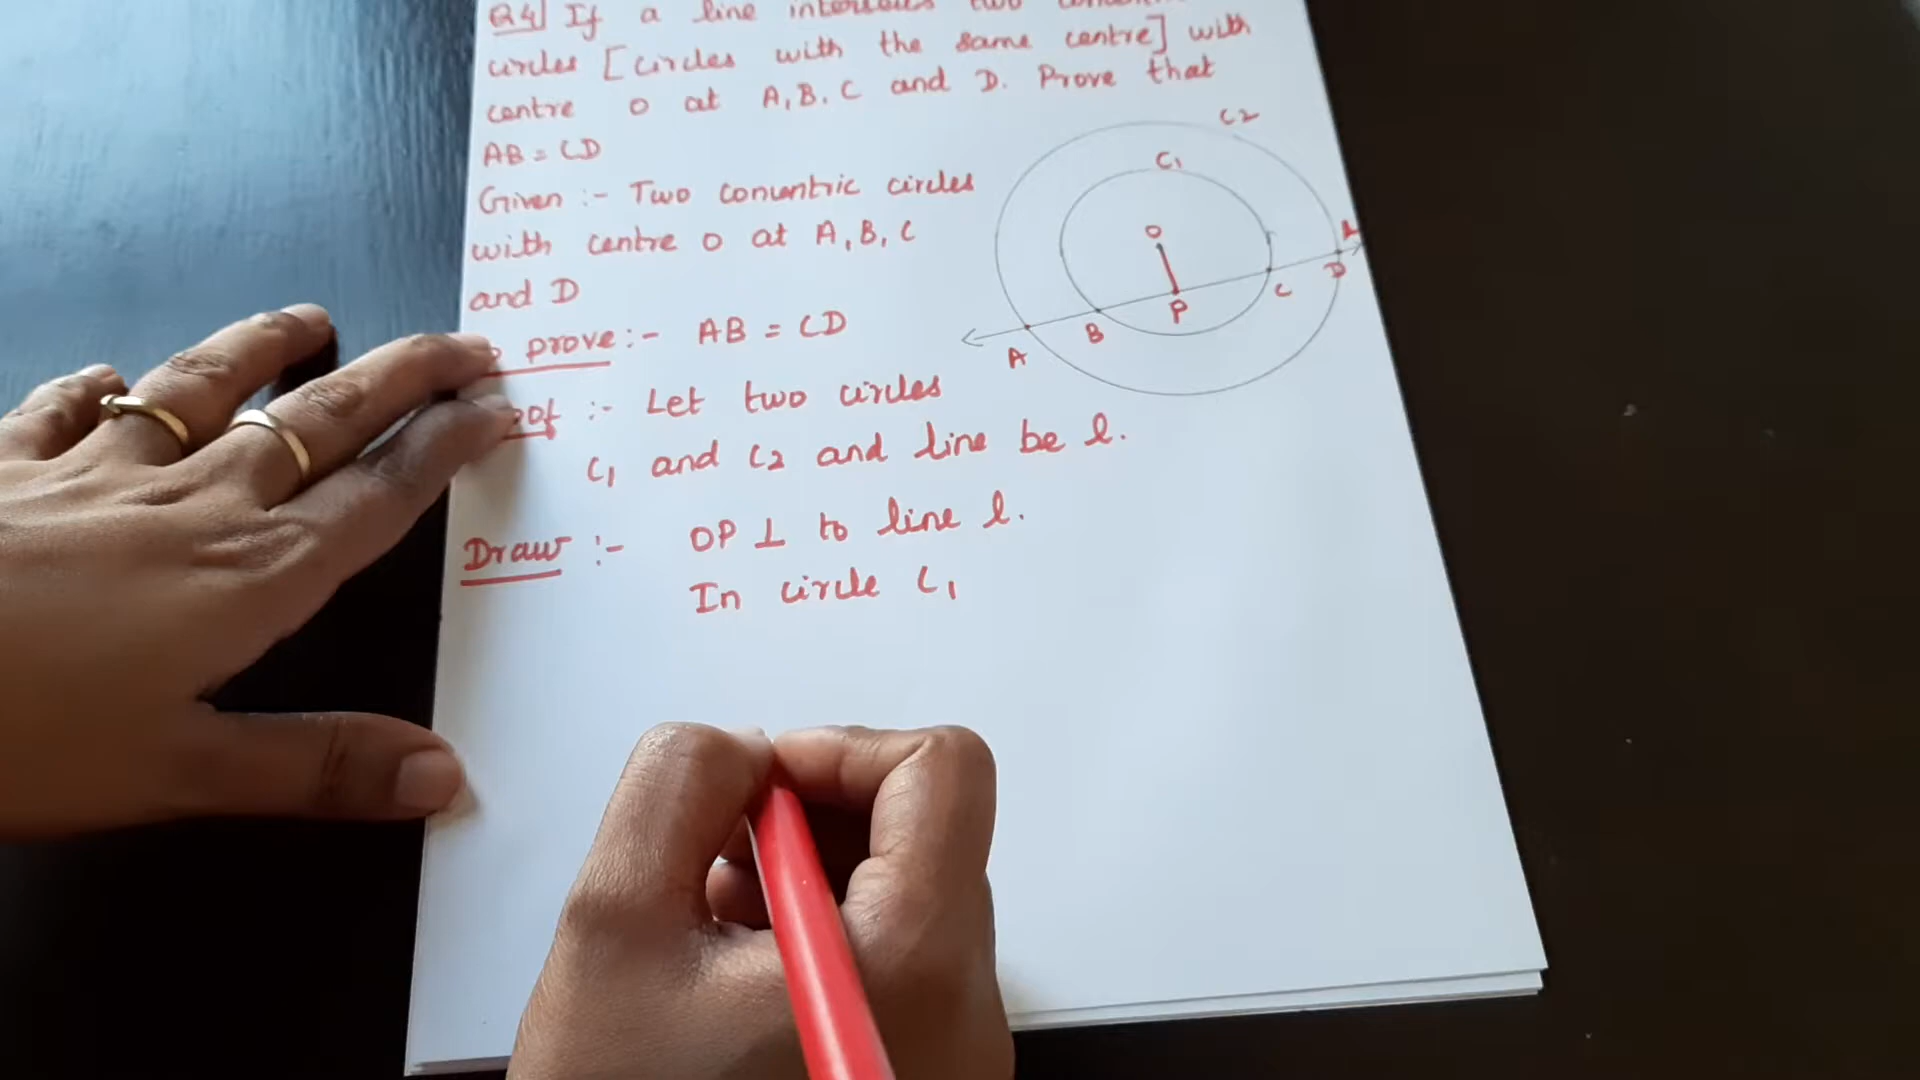 Q4] If a line intersects two
circles [circles with the same centre] with
centre O at A, B, C and D. Prove that
AB = CD
Given :- Two concentric circles
with centre O at A, B, C
and D
prove :- AB = CD
:- Let two circles
C1 and C2 and line be l.
Draw :- OP ⊥ to line l.
In circle C1
C2
C1
O
P
A
B
C
D